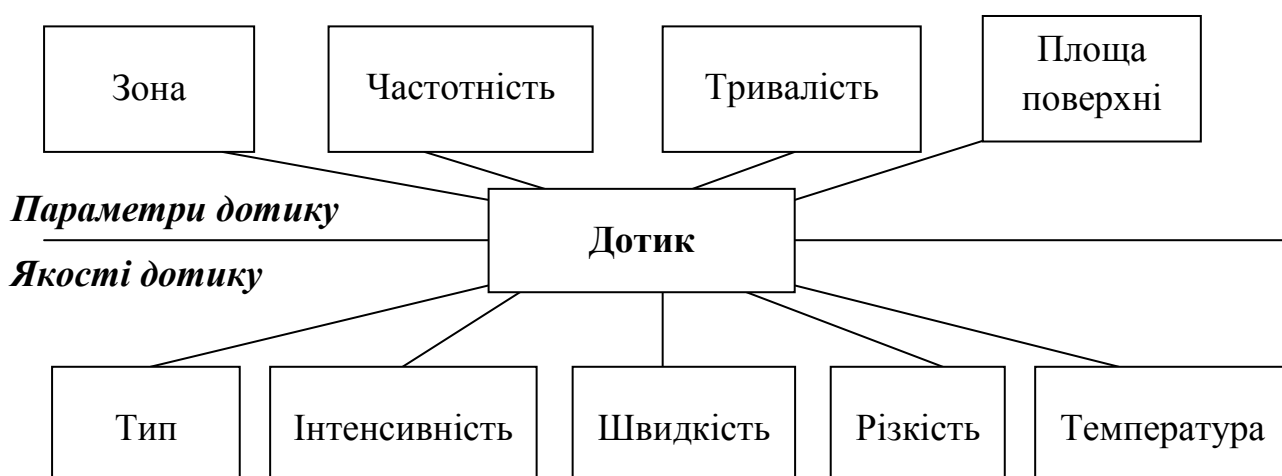 Зона
Частотність
Тривалість
Площа
поверхні
Параметри дотику
Дотик
Якості дотику
Тип
Інтенсивність
Швидкість
Різкість
Температура